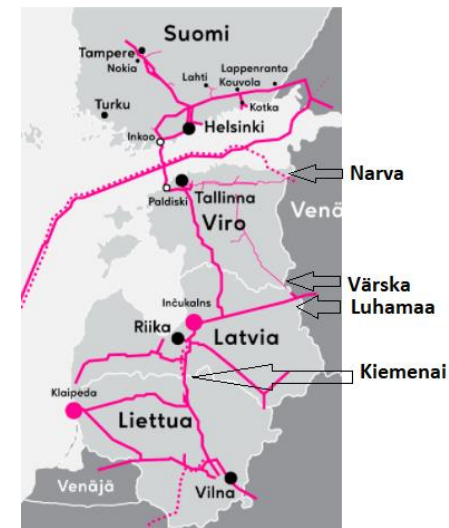 Suomi
Tampere
Nokia
Lahti
Lappenranta
Kouvola
Kotka
Turku
Helsinki
Inkoo
Narva
Paldiski
Tallinna
Viro
Venä
Värska
Luhamaa
Inčukalns
Riika
Latvia
Kiemenai
Klaipeda
Liettua
Venäjä
Vilna